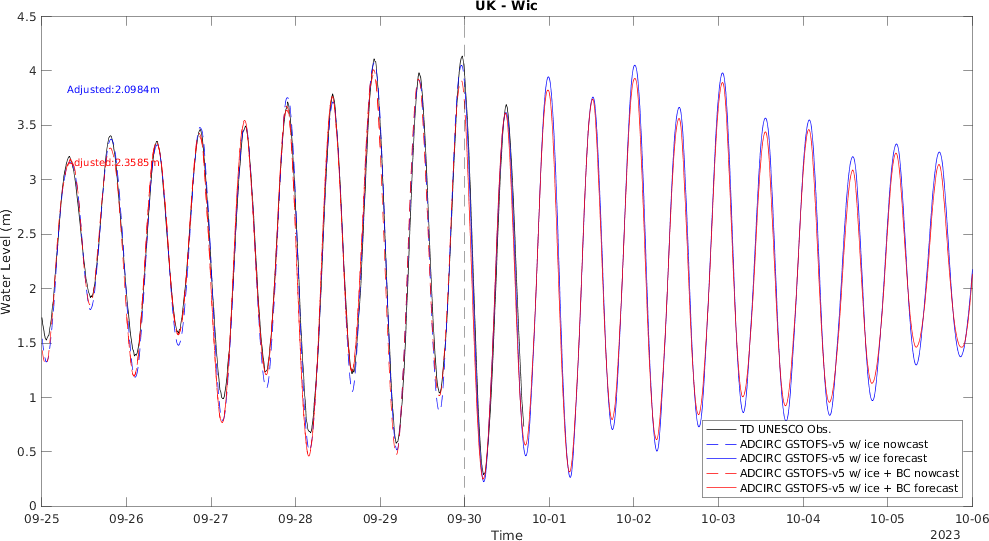 UK - Wic
4.5
4
3.5
3
2.5
2
1.5
1
0.5
0
Water Level (m)
Adjusted:2.0984m
Adjusted:2.3585m
TD UNESCO Obs.
ADCIRC GSTOFS-v5 w/ ice nowcast
ADCIRC GSTOFS-v5 w/ ice forecast
ADCIRC GSTOFS-v5 w/ ice + BC nowcast
ADCIRC GSTOFS-v5 w/ ice + BC forecast
09-25 09-26 09-27 09-28 09-29 09-30 10-01 10-02 10-03 10-04 10-05 10-06
Time
2023